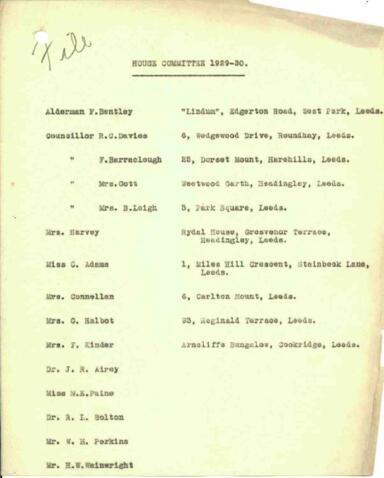 File
HOUSE COMMITTEE 1929-30.
Alderman F.Bentley "Lindum", Edgerton Road, West Park, Leeds.
Councillor R.C.Davies 6, Wedgewood Drive, Roundhay, Leeds.
" F.Barraclough 22, Dorset Mount, Harehills, Leeds.
" Mrs.Cott Westwood Garth, Headingley, Leeds.
" Mrs. B.Leigh 5, Park Square, Leeds.
Mrs. Harvey Rydal House, Grosvenor Terrace,
Headingley, Leeds.
Miss C. Adams 1, Miles Hill Crescent, Stainbeck Lane,
Leeds.
Mrs. Connellan 6, Carlton Mount, Leeds.
Mrs. G. Halbot 93, Reginald Terrace, Leeds.
Mrs. F. Kinder Arncliffe Bungalow, Cookridge, Leeds.
Dr. J. R. Airey
Miss M.E.Paine
Dr. R. L. Bolton
Mr. W. H. Perkins
Mr. H.W.Wainwright